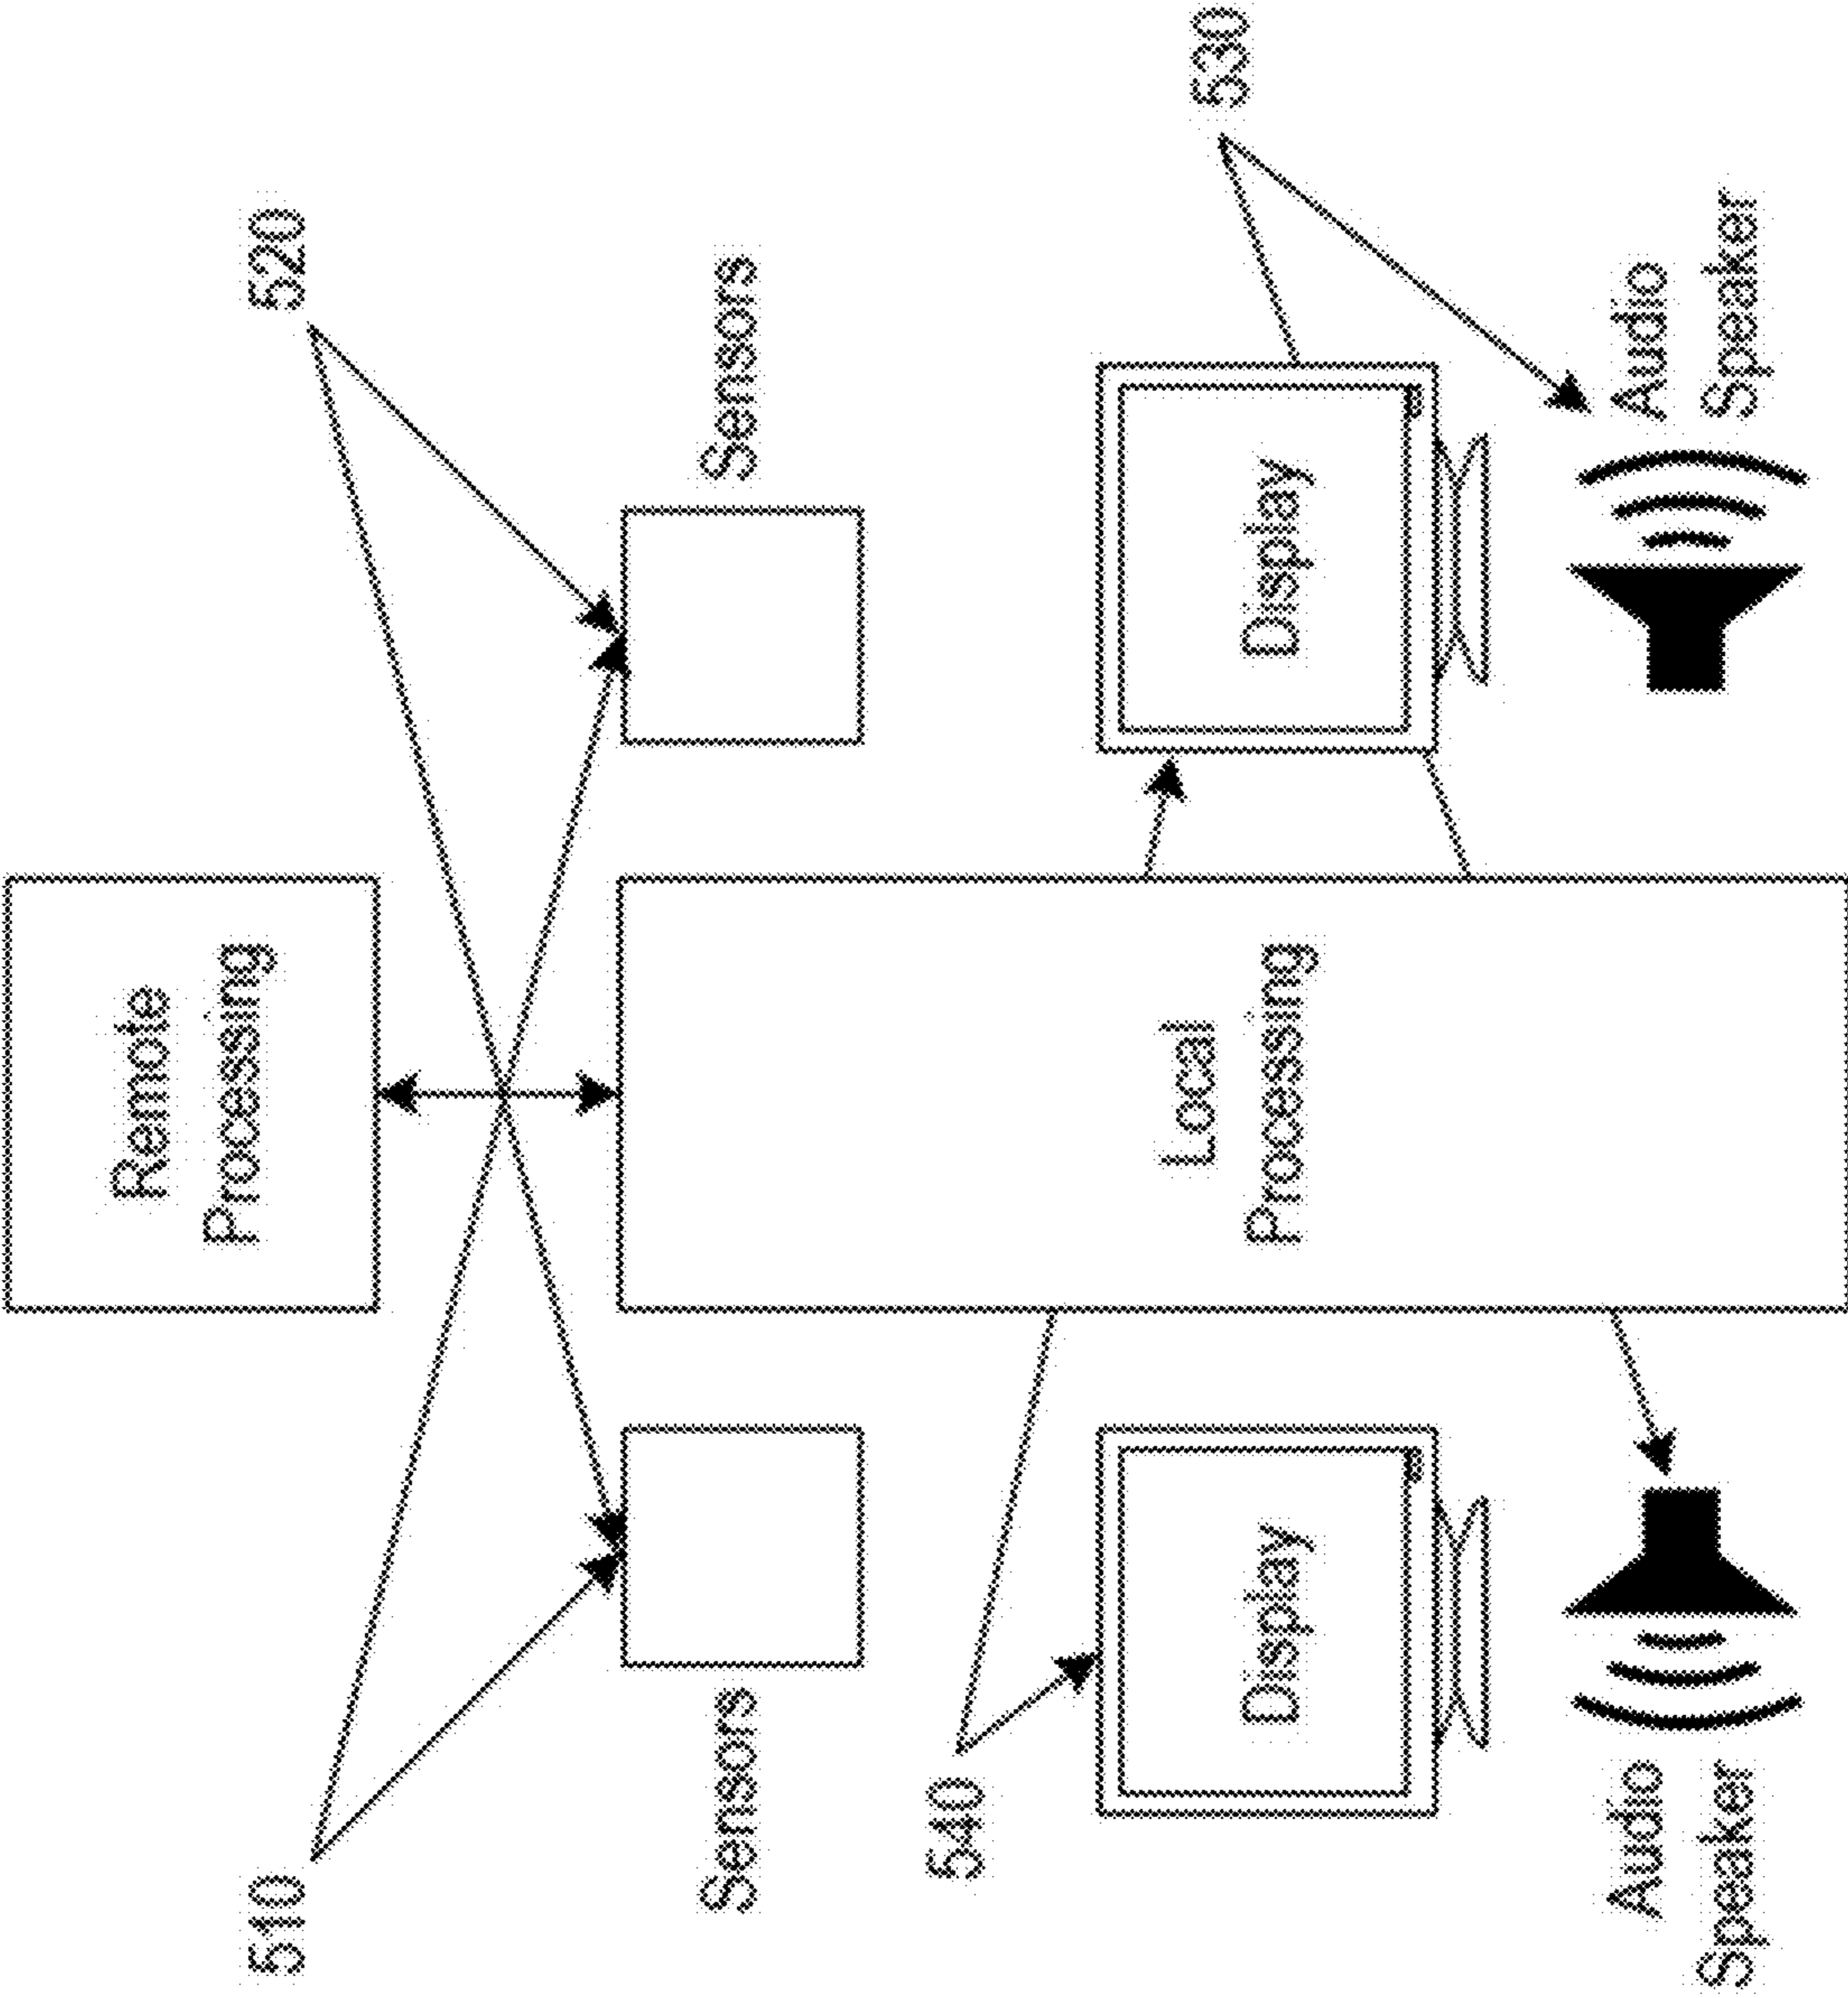 Remote
Processing
510
520
Sensors
Sensors
Local
Processing
540
530
Display
Display
Audio
Speaker
Audio
Speaker